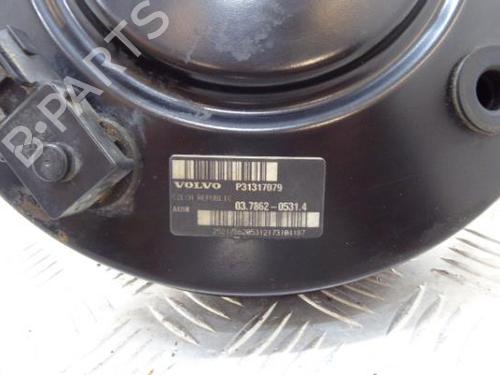 B-PARTS
VOLVO P31317079
CZECH REPUBLIC
03.7862-0531.4